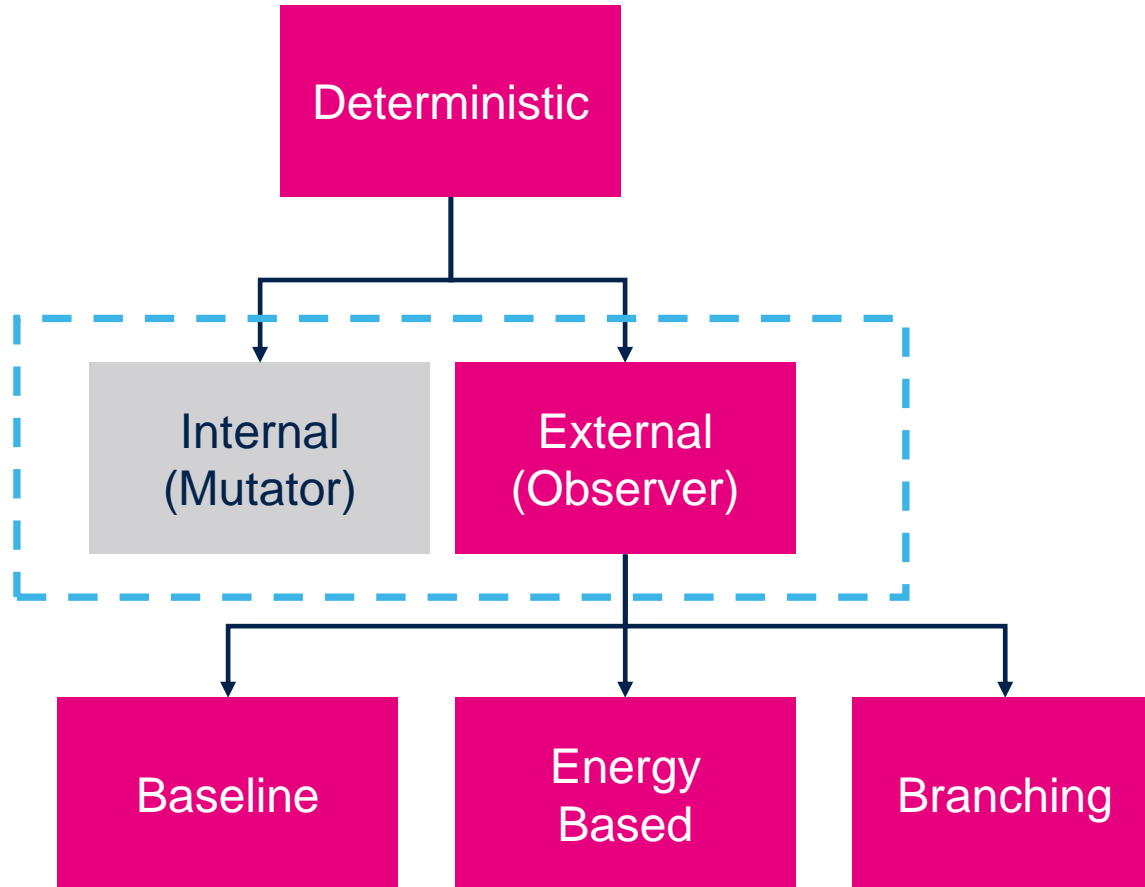 Deterministic
Internal
(Mutator)
External
(Observer)
Baseline
Energy
Based
Branching